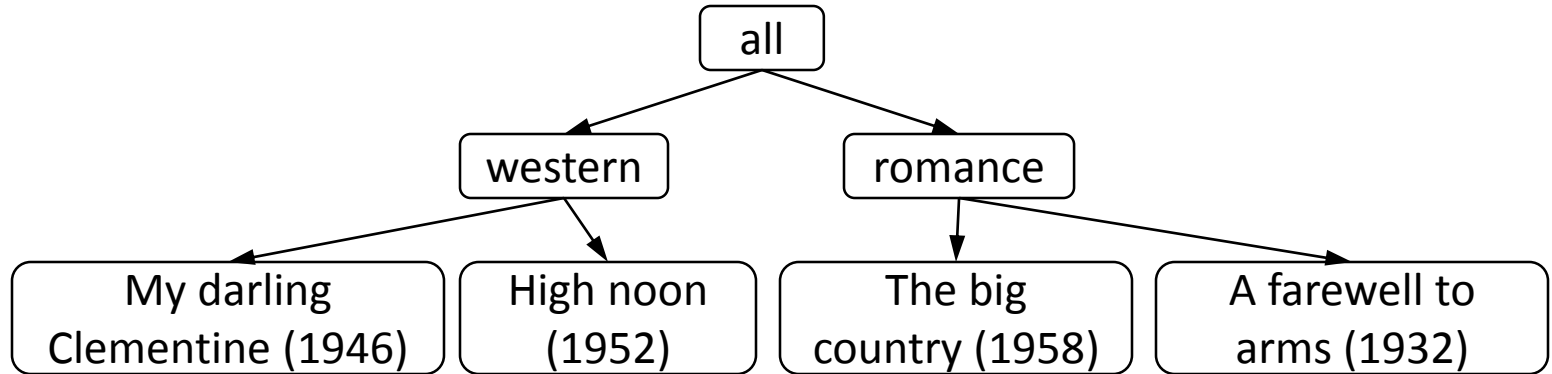 all
western
romance
My darling
Clementine (1946)
High noon
(1952)
The big
country (1958)
A farewell to
arms (1932)